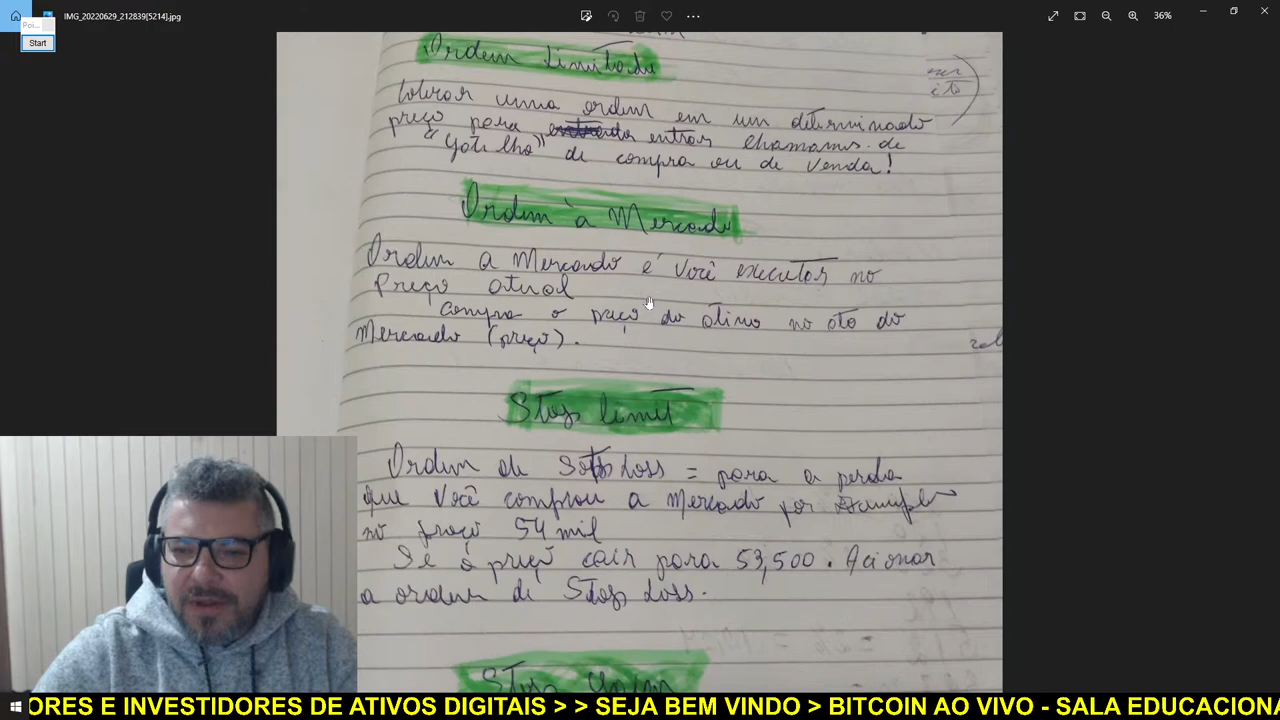 IMG_20220629_212839[5214].jpg
36%
Poi...
Start
Ordem Limitada
uma ordem em um determinado
preço para entrar chamams. de
"Gatilho" de compra ou de Venda!
Ordem à Mercado
Ordem a Mercado é você executar no
Preço atual
Compra o preço do ativo no ato do
Mercado (preço).
Stop limit
Ordem de Loss = para a perda
que Você comprou a Mercado por
no preço 54 mil
Se o preço cair para 53,500. Acionar
a ordem de Stop Loss.
Stop
ORES E INVESTIDORES DE ATIVOS DIGITAIS > > SEJA BEM VINDO > BITCOIN AO VIVO - SALA EDUCACIONA